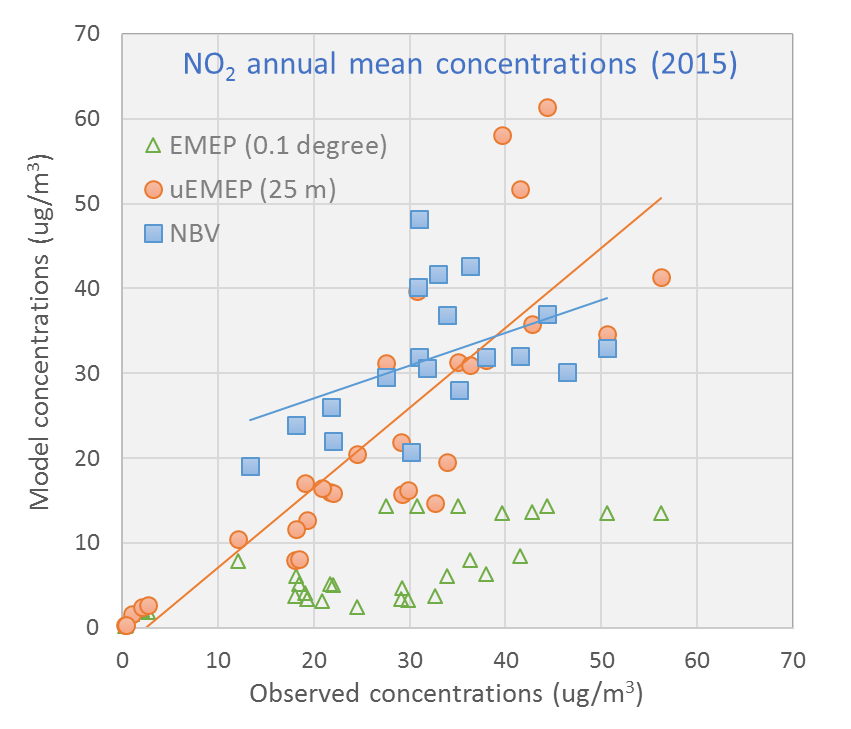 NO₂ annual mean concentrations (2015)
EMEP (0.1 degree)
uEMEP (25 m)
NBV
Model concentrations (ug/m³)
70
60
50
40
30
20
10
0
0 10 20 30 40 50 60 70
Observed concentrations (ug/m³)